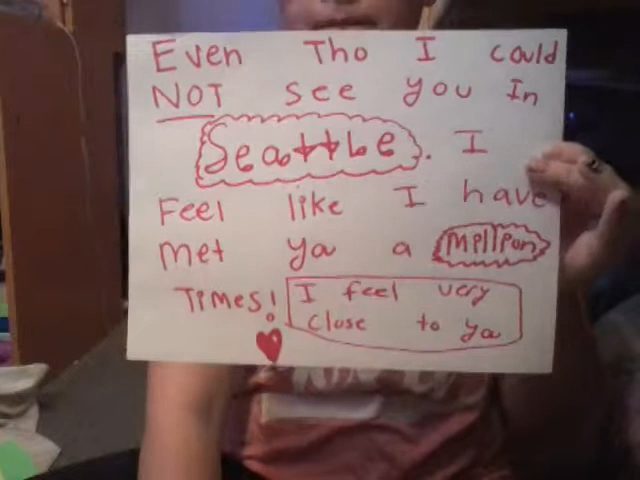 Even Tho I could
NOT see you In
Seattle. I
Feel like I have
met ya a Million
Times! I feel very
close to ya